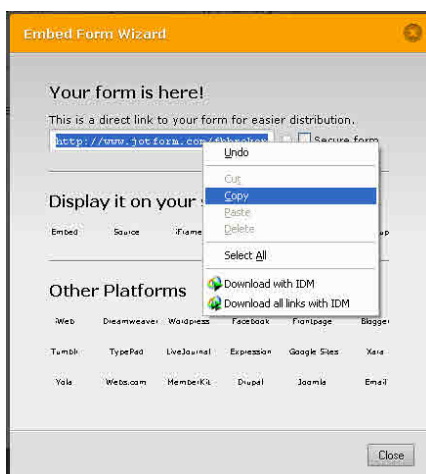 Embed Form Wizard
Your form is here!
This is a direct link to your form for easier distribution.
http://www.jotform.com/
Secure form
Undo
Cut
Copy
Paste
Delete
Select All
Download with IDM
Download all links with IDM
Display it on your
Embed Source iFrame
Other Platforms
iWeb Dreamweaver Wordpress Facebook Frontpage Blogger
Tumblr TypePad LiveJournal Expression Google Sites Xara
Yola Webs.com MemberKit Drupal Joomla Email
Close